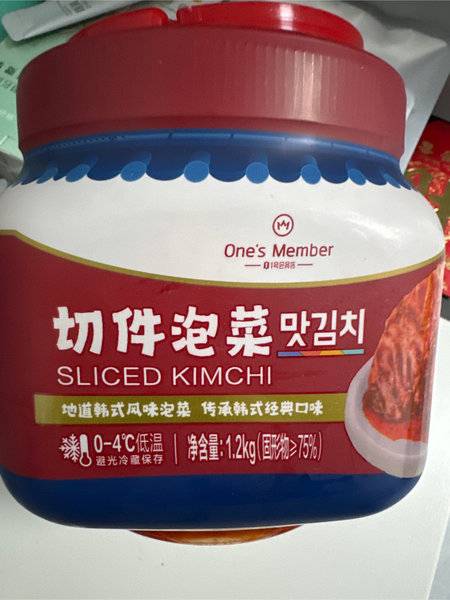 One's Member
1号会员店
切件泡菜 맛김치
SLICED KIMCHI
地道韩式风味泡菜 传承韩式经典口味
0-4℃低温
避光冷藏保存
净含量:1.2kg(固形物≥75%)